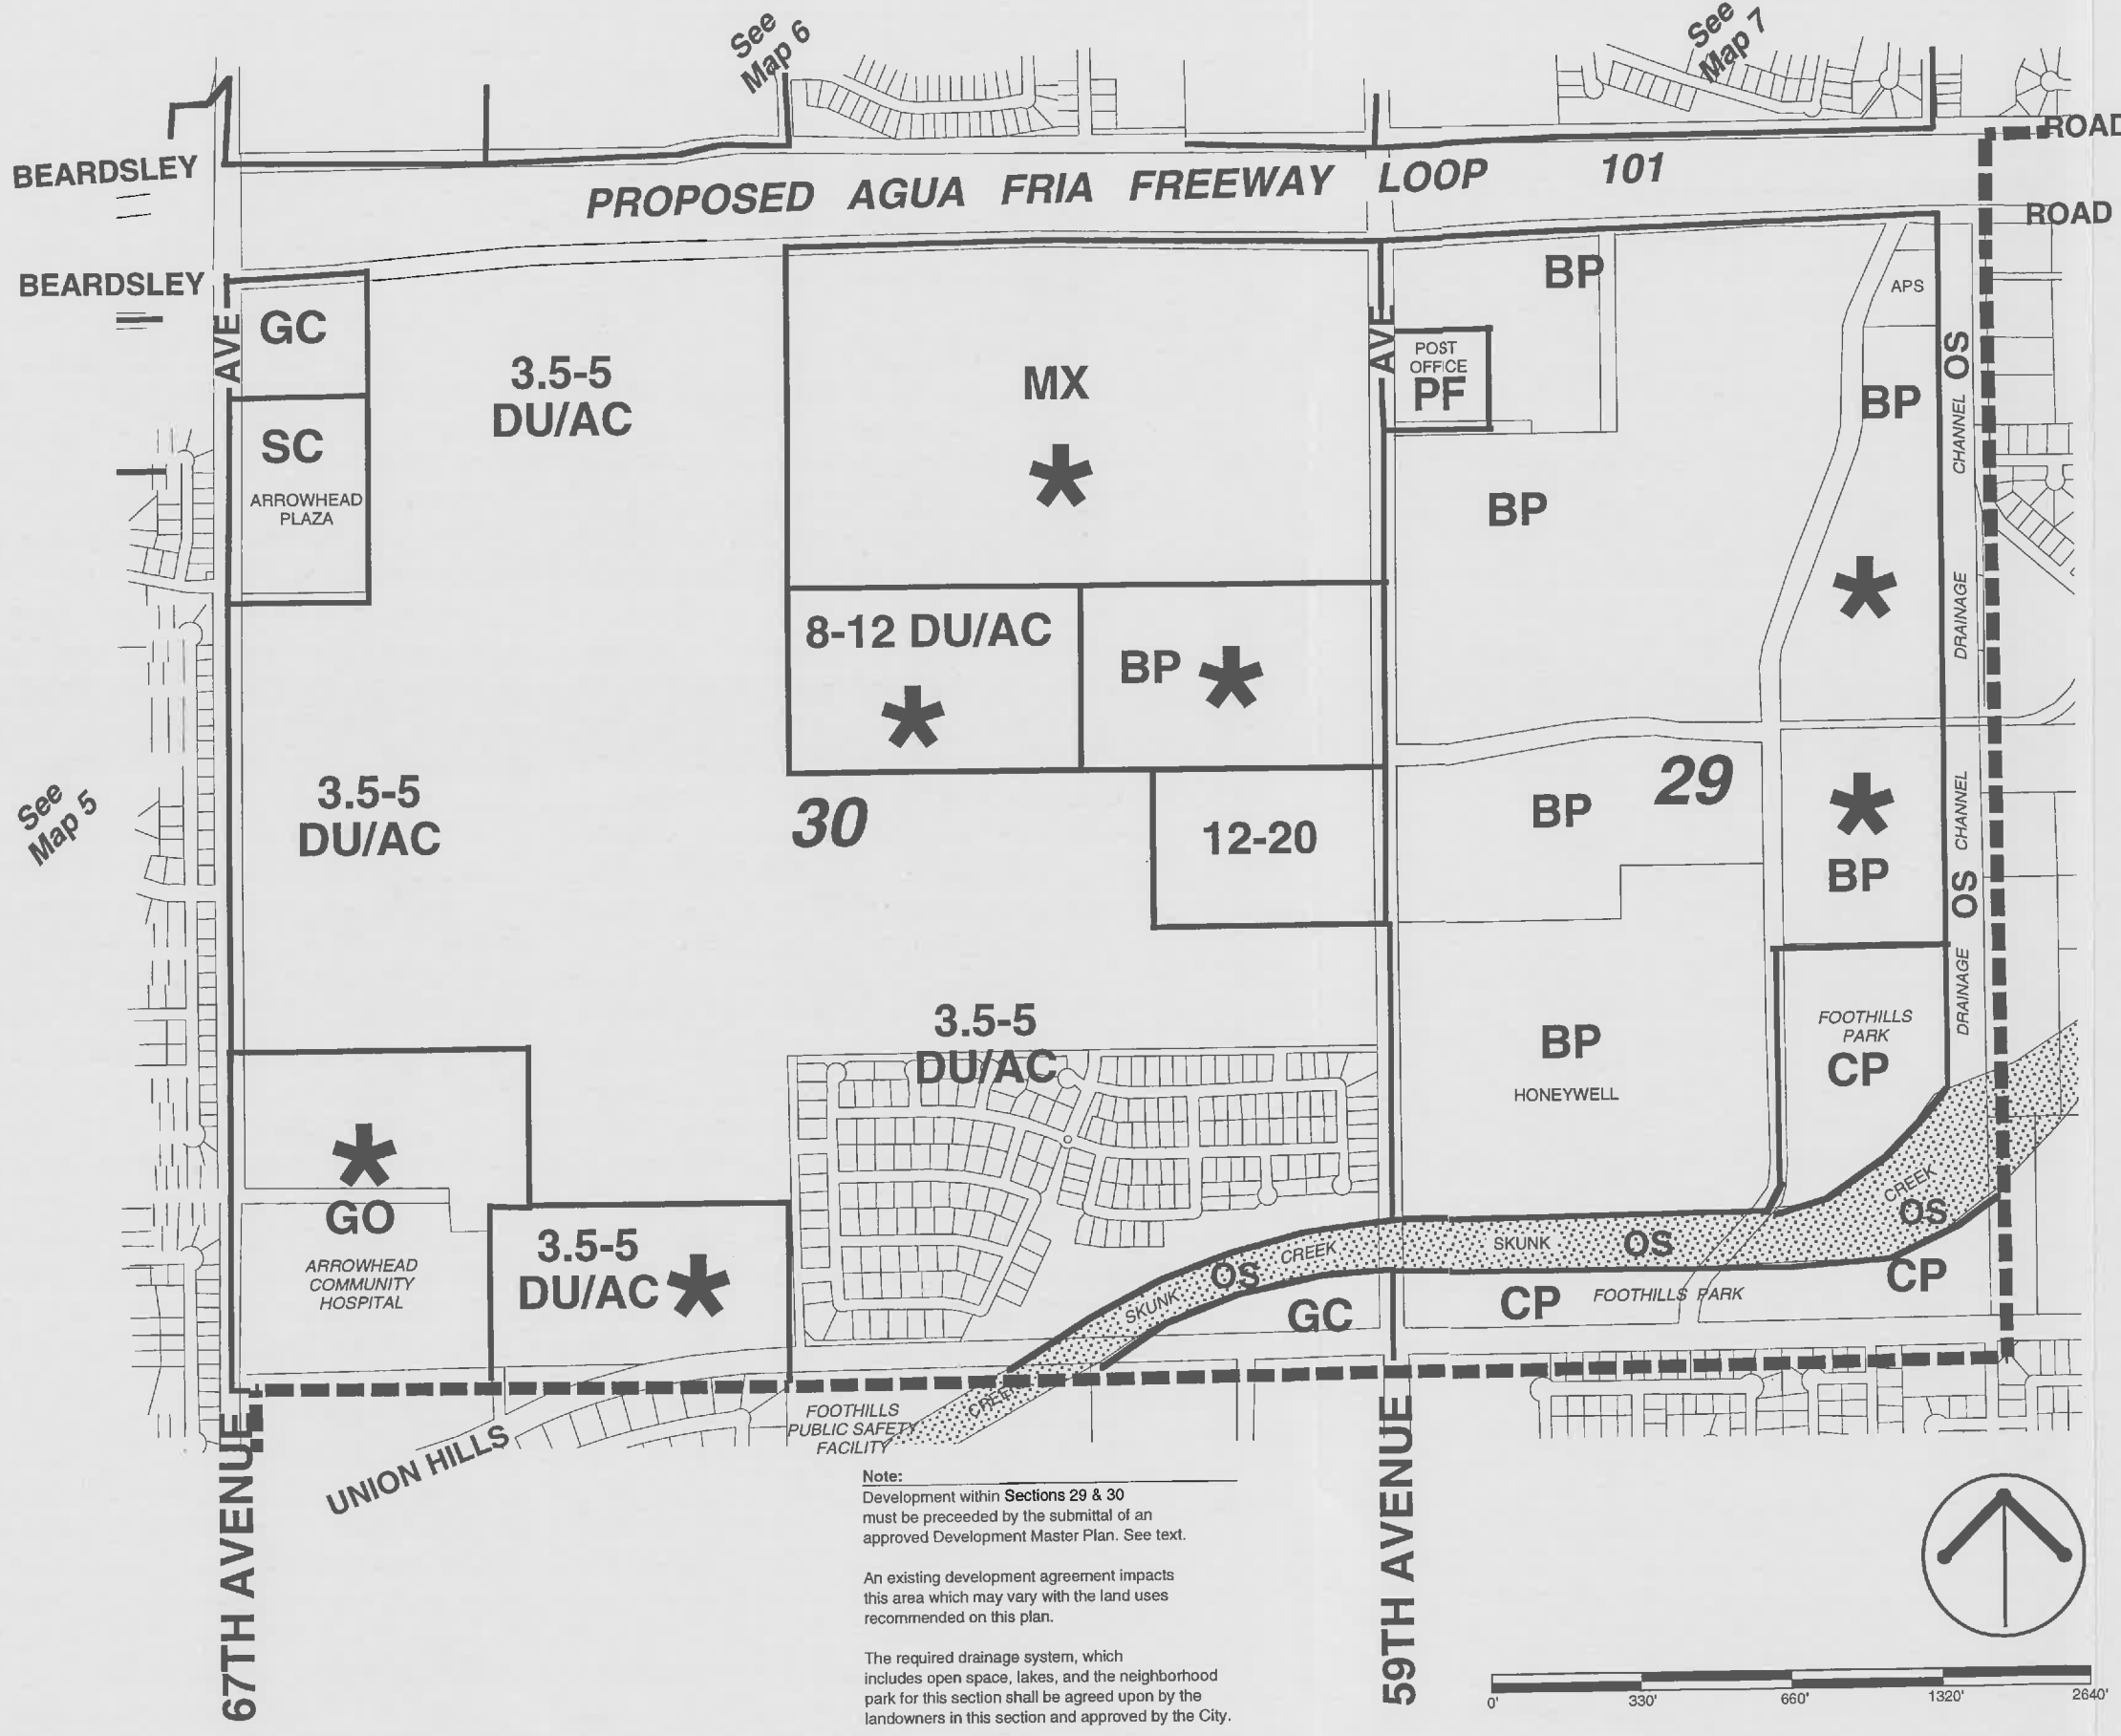 See
Map 6
See
Map 7
BEARDSLEY
ROAD
PROPOSED AGUA FRIA FREEWAY LOOP 101
ROAD
BEARDSLEY
AVE
GC
3.5-5
DU/AC
SC
ARROWHEAD
PLAZA
MX
*
AVE
BP
POST
OFFICE
PF
APS
BP
OS
CHANNEL
DRAINAGE
BP
*
8-12 DU/AC
*
BP *
See
Map 5
3.5-5
DU/AC
30
12-20
29
BP
*
BP
CHANNEL
OS
DRAINAGE
3.5-5
DU/AC
BP
HONEYWELL
FOOTHILLS
PARK
CP
*
GO
ARROWHEAD
COMMUNITY
HOSPITAL
3.5-5
DU/AC *
SKUNK
OS
CREEK
SKUNK
OS
CREEK
OS
GC
CP
FOOTHILLS PARK
CP
FOOTHILLS
PUBLIC SAFETY
FACILITY
UNION HILLS
67TH AVENUE
59TH AVENUE
Note:
Development within Sections 29 & 30
must be preceeded by the submittal of an
approved Development Master Plan. See text.
An existing development agreement impacts
this area which may vary with the land uses
recommended on this plan.
The required drainage system, which
includes open space, lakes, and the neighborhood
park for this section shall be agreed upon by the
landowners in this section and approved by the City.
0' 330' 660' 1320' 2640'